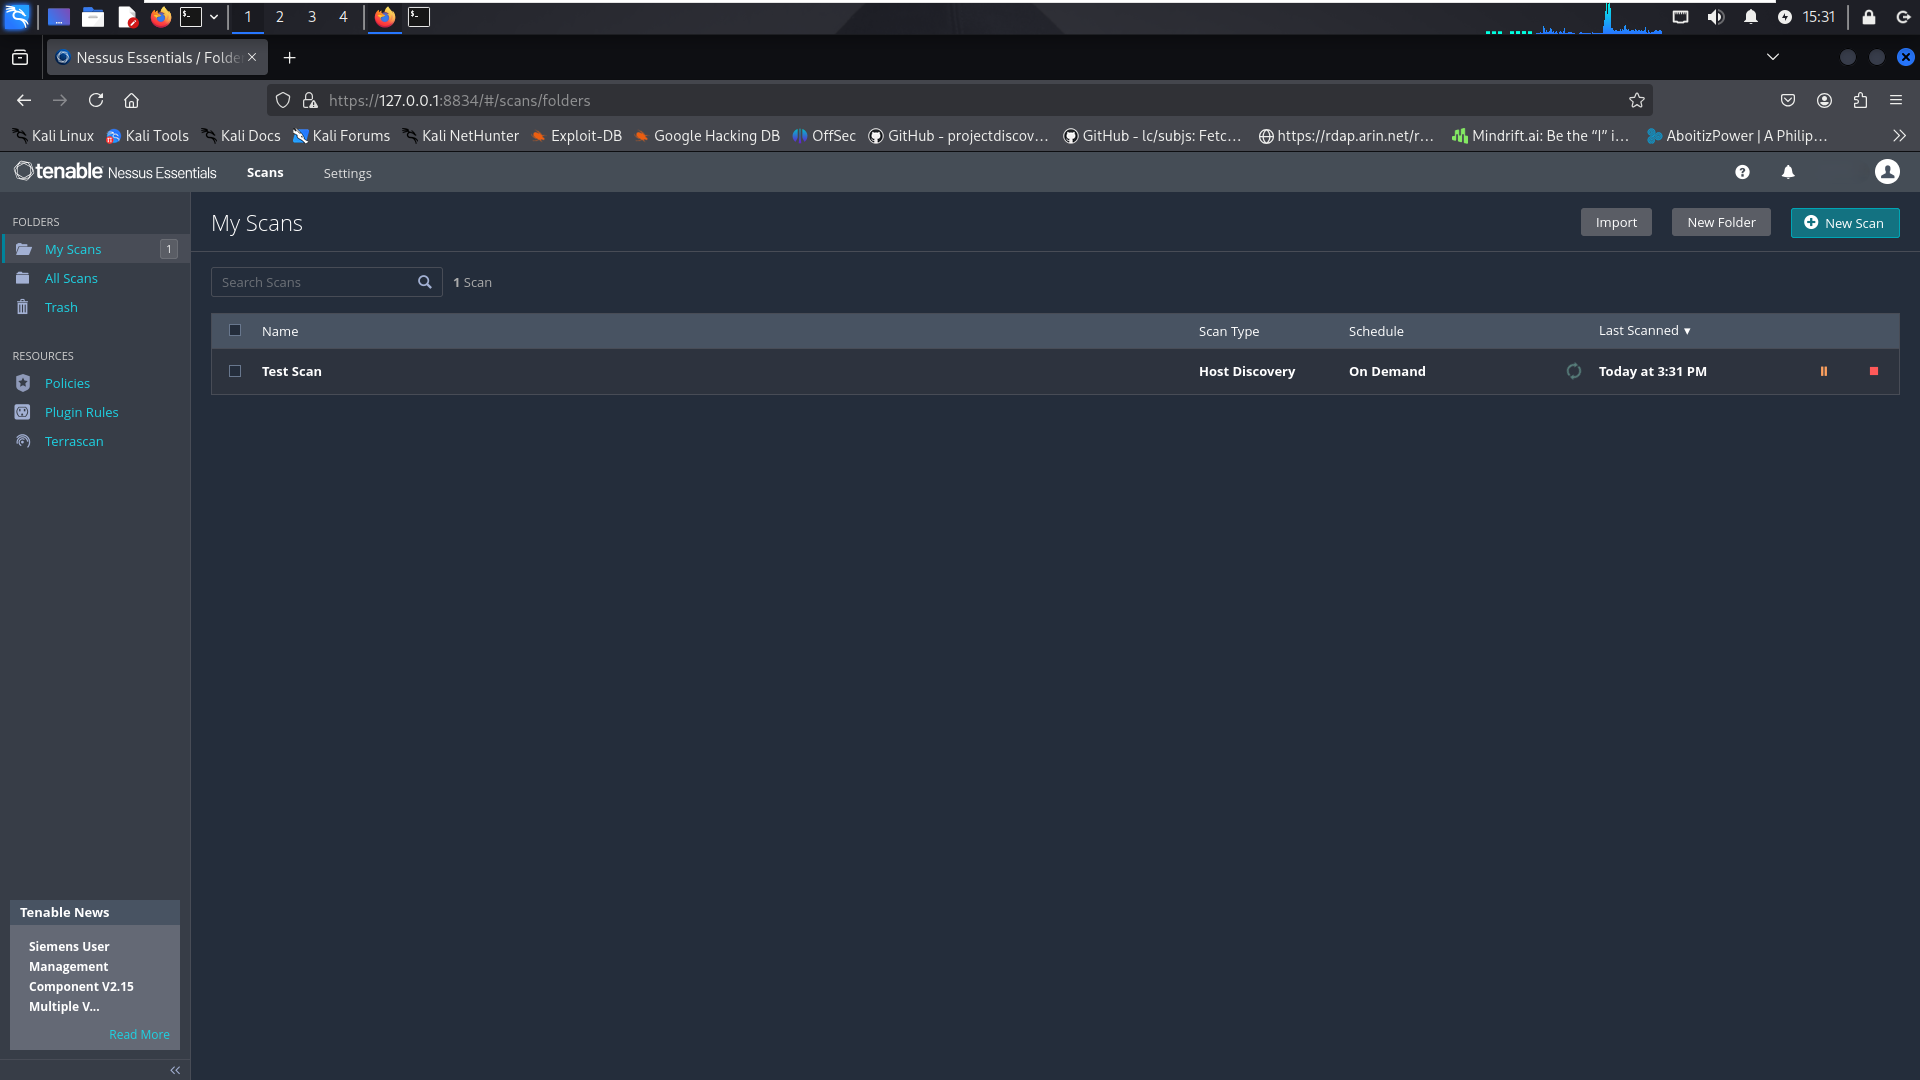 1 2 3 4 15:31
Nessus Essentials / Folde
https://127.0.0.1:8834/#/scans/folders
Kali Linux Kali Tools Kali Docs Kali Forums Kali NetHunter Exploit-DB Google Hacking DB OffSec GitHub - projectdiscov... GitHub - lc/subjs: Fetc... https://rdap.arin.net/r... Mindrift.ai: Be the “I” i... AboitizPower | A Philip...
tenable Nessus Essentials Scans Settings
FOLDERS
My Scans 1
All Scans
Trash
RESOURCES
Policies
Plugin Rules
Terrascan
My Scans Import New Folder New Scan
Search Scans 1 Scan
Name Scan Type Schedule Last Scanned ▼
Test Scan Host Discovery On Demand Today at 3:31 PM
Tenable News
Siemens User
Management
Component V2.15
Multiple V...
Read More